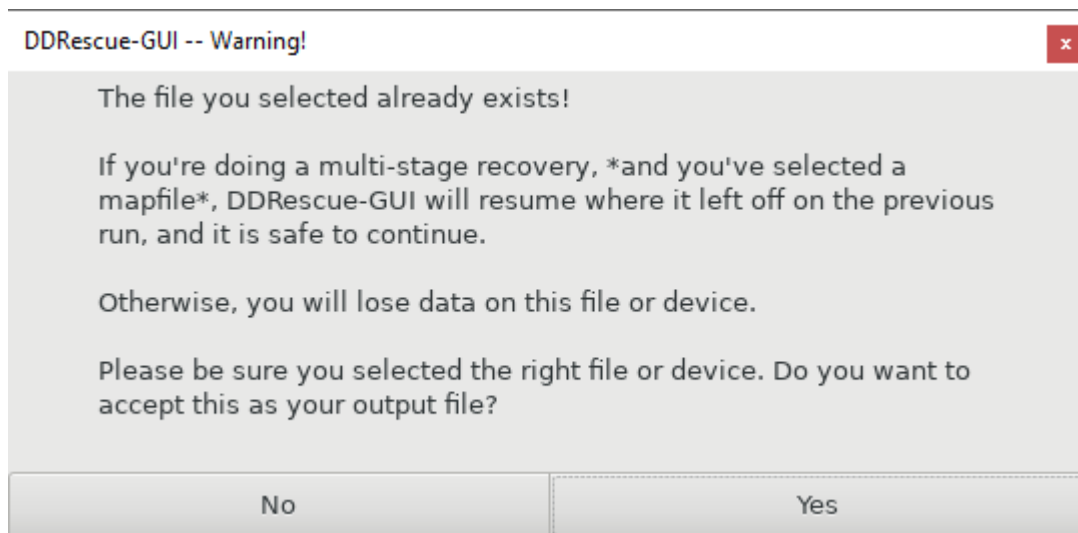 DDRescue-GUI -- Warning!
x
The file you selected already exists!
If you're doing a multi-stage recovery, *and you've selected a
mapfile*, DDRescue-GUI will resume where it left off on the previous
run, and it is safe to continue.
Otherwise, you will lose data on this file or device.
Please be sure you selected the right file or device. Do you want to
accept this as your output file?
No
Yes